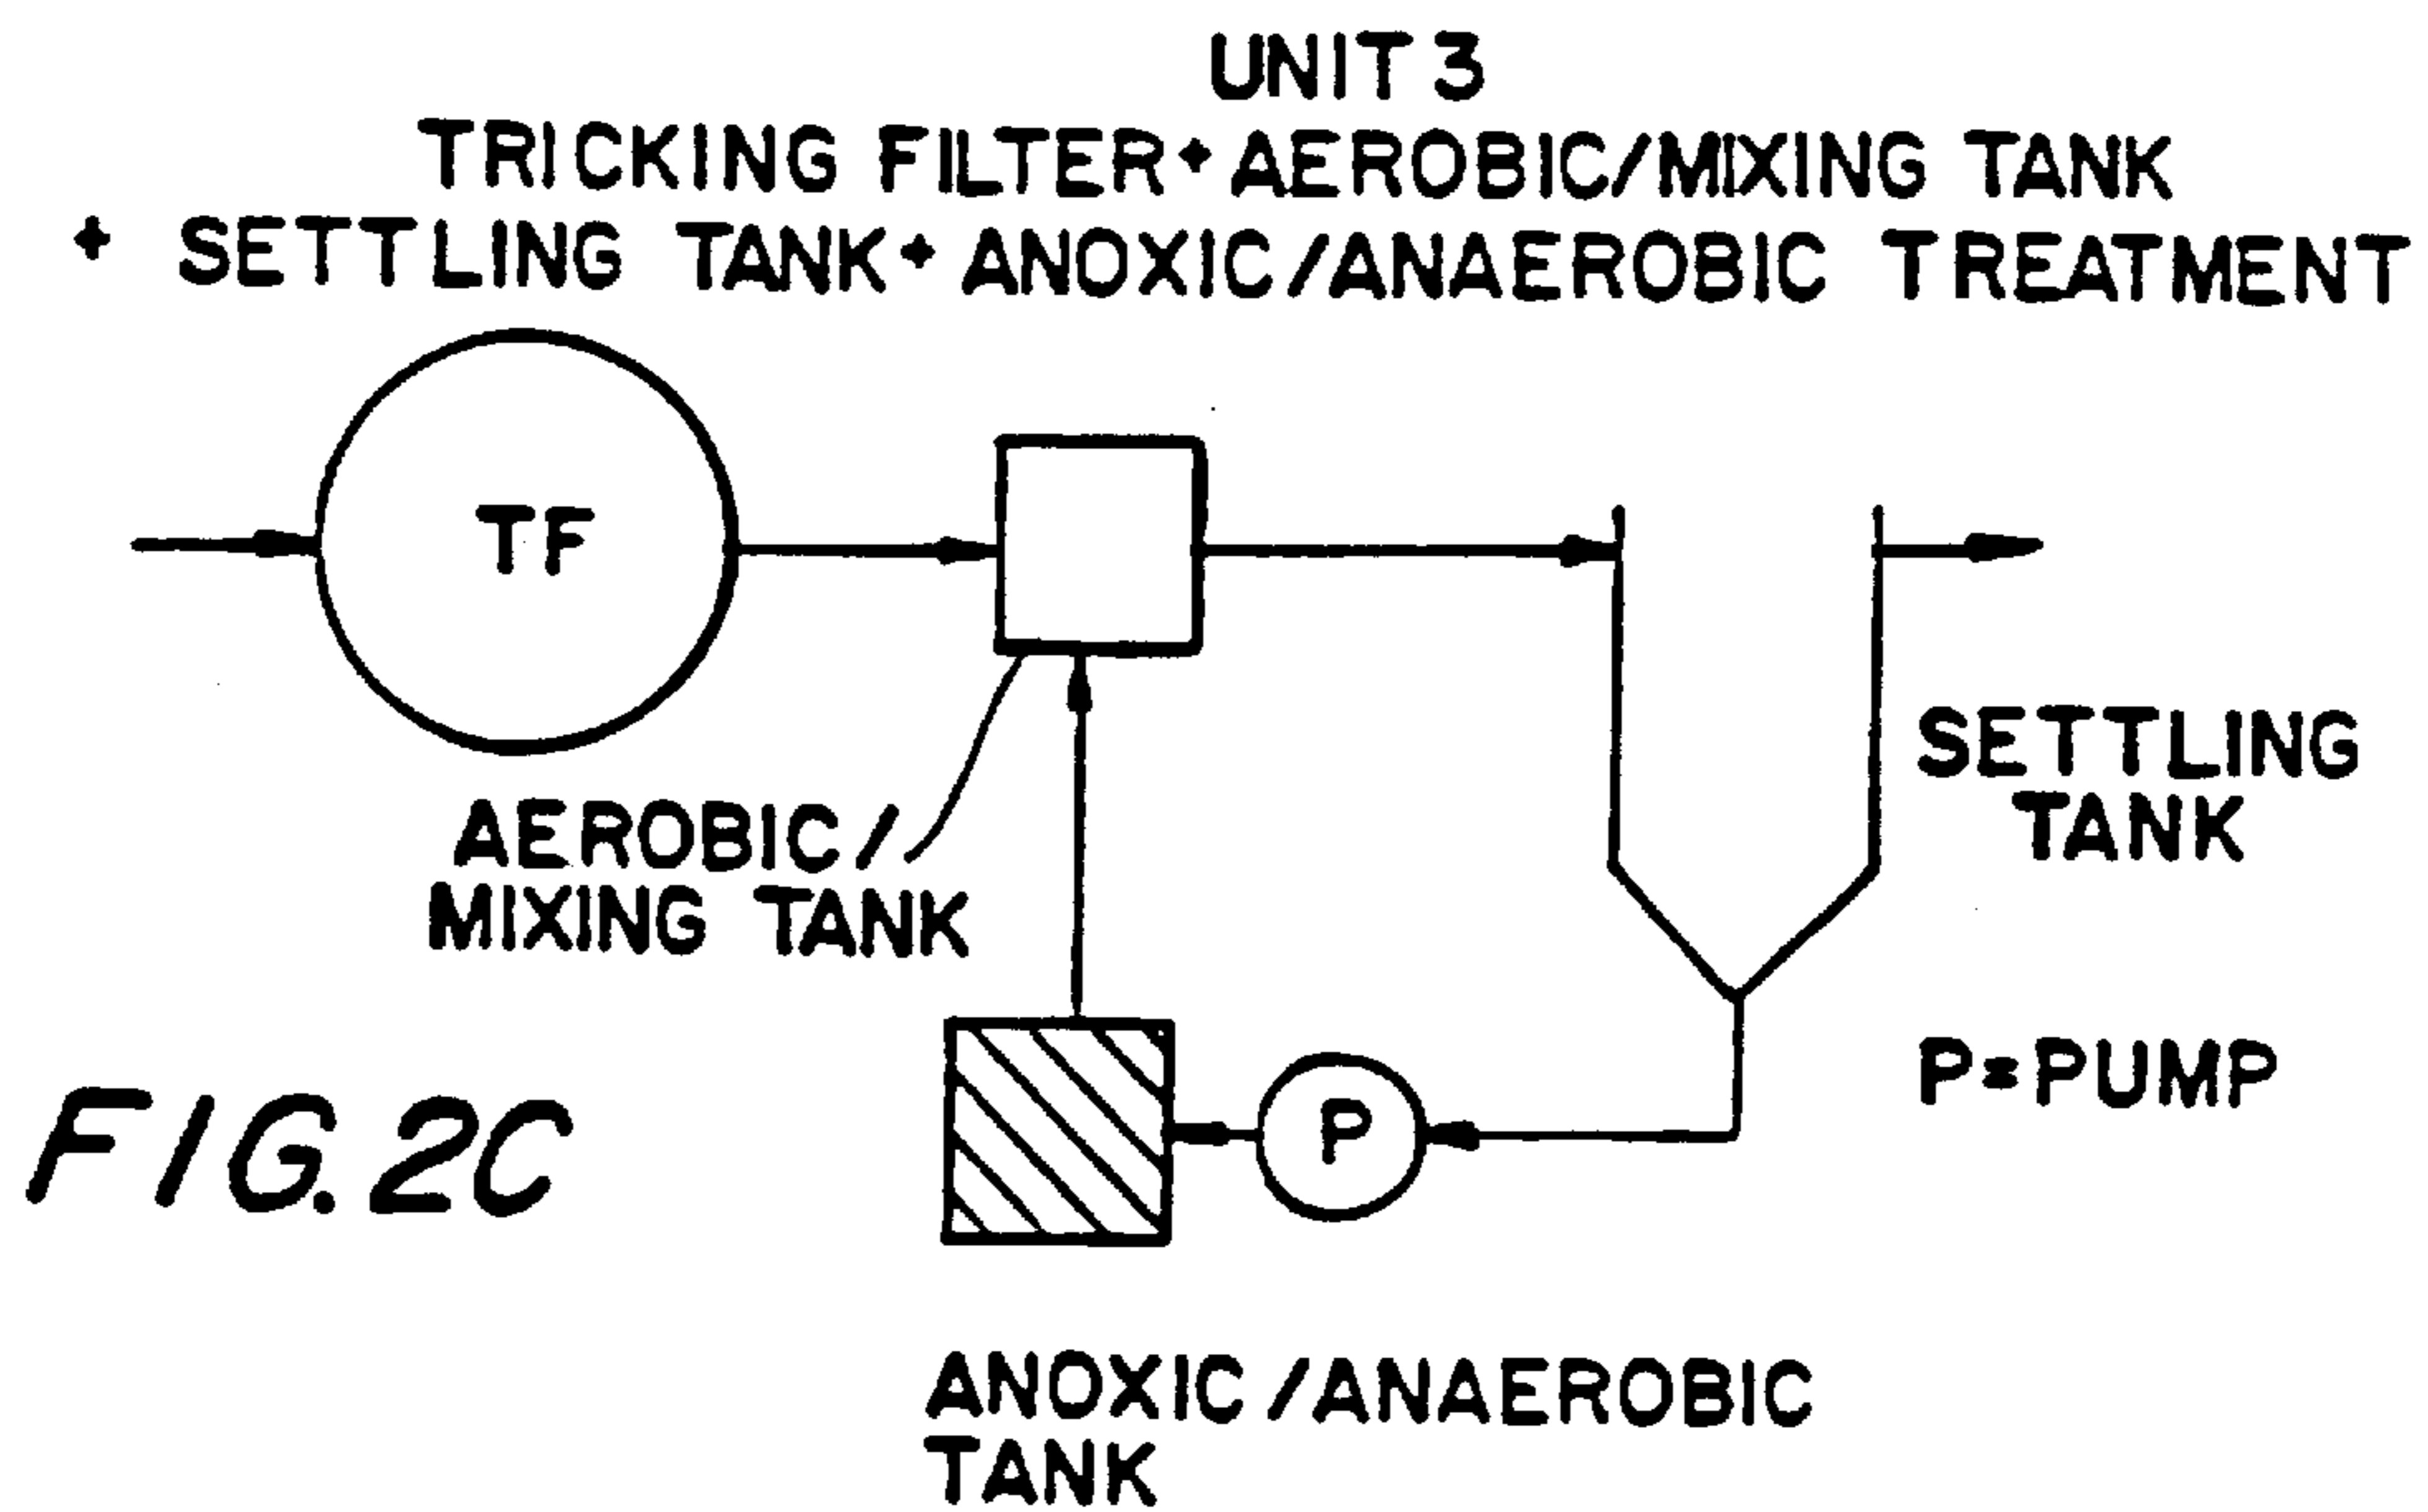 UNIT 3
TRICKING FILTER + AEROBIC/MIXING TANK
+ SETTLING TANK + ANOXIC/ANAEROBIC TREATMENT
TF
AEROBIC/
MIXING TANK
SETTLING
TANK
P=PUMP
P
FIG. 2C
ANOXIC/ANAEROBIC
TANK